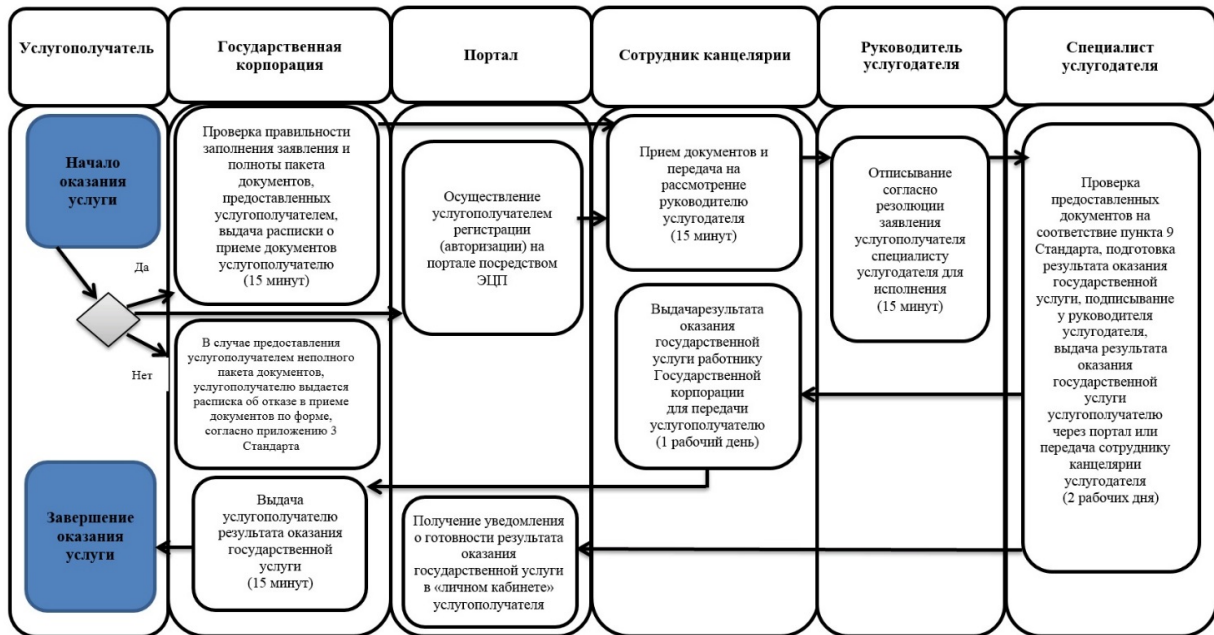 Услугополучатель
Государственная
корпорация
Портал
Сотрудник канцелярии
Руководитель
услугодателя
Специалист
услугодателя
Начало
оказания
услуги
Да
Нет
Проверка правильности
заполнения заявления и
полноты пакета
документов,
предоставленных
услугополучателем,
выдача расписки о
приеме документов
услугополучателю
(15 минут)
В случае предоставления
услугополучателем неполного
пакета документов,
услугополучателю выдается
расписка об отказе в приеме
документов по форме,
согласно приложению 3
Стандарта
Осуществление
услугополучателем
регистрации
(авторизации) на
портале посредством
ЭЦП
Прием документов и
передача на
рассмотрение
руководителю
услугодателя
(15 минут)
Отписывание
согласно
резолюции
заявления
услугополучателя
специалисту
услугодателя для
исполнения
(15 минут)
Проверка
предоставленных
документов на
соответствие пункта 9
Стандарта, подготовка
результата оказания
государственной
услуги, подписывание
у руководителя
услугодателя,
выдача результата
оказания
государственной
услуги
услугополучателю
через портал или
передача сотруднику
канцелярии
услугодателя
(2 рабочих дня)
Выдачарезультата
оказания
государственной
услуги работнику
Государственной
корпорации
для передачи
услугополучателю
(1 рабочий день)
Завершение
оказания
услуги
Выдача
услугополучателю
результата оказания
государственной
услуги
(15 минут)
Получение уведомления
о готовности результата
оказания
государственной услуги
в «личном кабинете»
услугополучателя